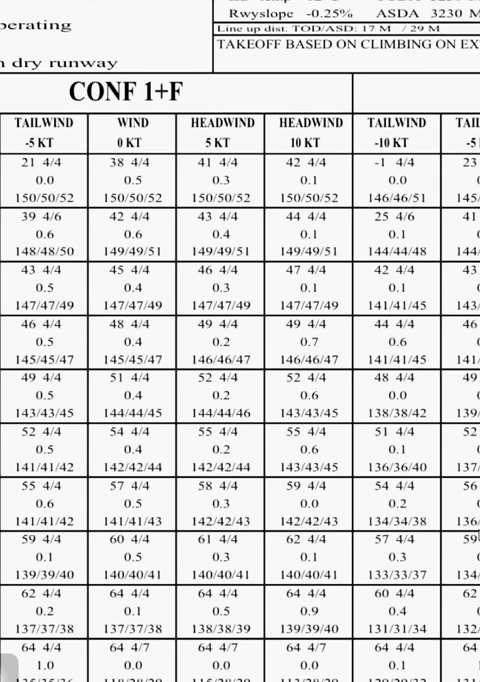 Rwyslope -0.25% ASDA 3230 M
perating
Line up dist. TOD/ASD: 17 M / 29 M
TAKEOFF BASED ON CLIMBING ON
dry runway
CONF 1+F
TAILWIND WIND HEADWIND HEADWIND TAILWIND
-5 KT 0 KT 5 KT 10 KT -10 KT -5
21 4/4 38 4/4 41 4/4 42 4/4 -1 4/4 23
0.0 0.5 0.3 0.1 0.0
150/50/52 150/50/52 150/50/52 150/50/52 146/46/51 145/
39 4/6 42 4/4 43 4/4 44 4/4 25 4/6 41
0.6 0.6 0.4 0.1 0.1
148/48/50 149/49/51 149/49/51 149/49/51 144/44/48 144/
43 4/4 45 4/4 46 4/4 47 4/4 42 4/4 43
0.5 0.4 0.3 0.1 0.1
147/47/49 147/47/49 147/47/49 147/47/49 141/41/45 143/
46 4/4 48 4/4 49 4/4 49 4/4 44 4/4 46
0.5 0.4 0.2 0.7 0.6
145/45/47 145/45/47 146/46/47 146/46/47 141/41/45 141/
49 4/4 51 4/4 52 4/4 52 4/4 48 4/4 49
0.5 0.4 0.2 0.6 0.0
143/43/45 144/44/45 144/44/46 143/43/45 138/38/42 139/
52 4/4 54 4/4 55 4/4 55 4/4 51 4/4 52
0.5 0.4 0.2 0.6 0.1
141/41/42 142/42/44 142/42/44 143/43/45 136/36/40 137/
55 4/4 57 4/4 58 4/4 59 4/4 54 4/4 56
0.6 0.5 0.3 0.0 0.2
141/41/42 141/41/43 142/42/43 142/42/43 134/34/38 136/
59 4/4 60 4/4 61 4/4 62 4/4 57 4/4 59
0.1 0.5 0.3 0.1 0.3
139/39/40 140/40/41 140/40/41 140/40/41 133/33/37 134/
62 4/4 64 4/4 64 4/4 64 4/4 60 4/4 62
0.2 0.1 0.5 0.9 0.4
137/37/38 137/37/38 138/38/39 139/39/40 131/31/34 132/
64 4/4 64 4/7 64 4/7 64 4/7 64 4/4 64
1.0 0.0 0.0 0.0 0.1